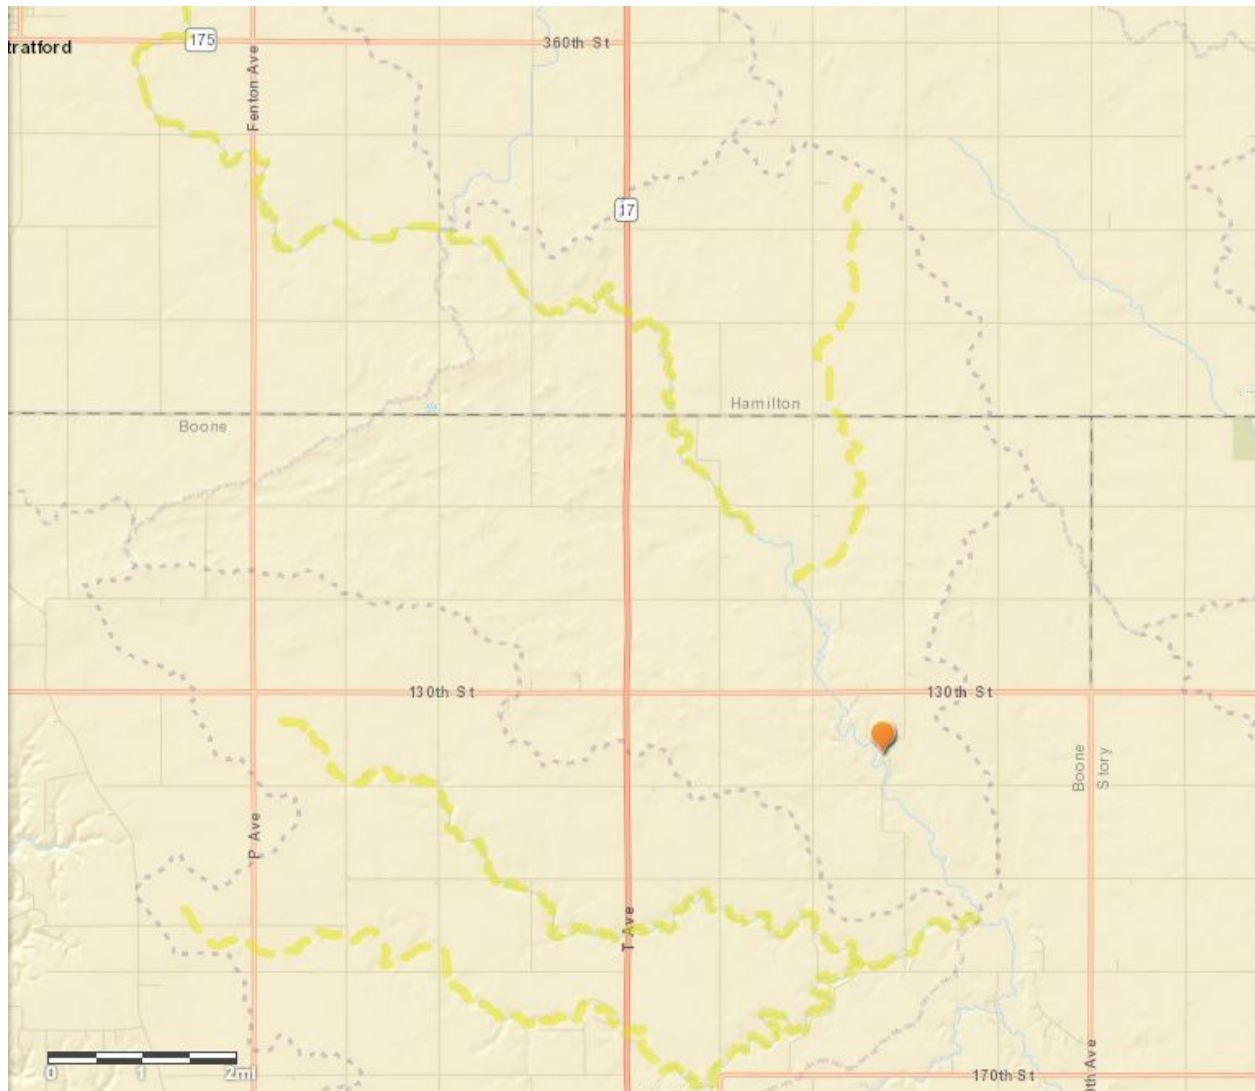 175
360th St
tratford
Fenton Ave
17
Hamilton
Boone
130th St
130th St
Boone
Story
P Ave
T Ave
0 1 2mi
170th St
th Ave